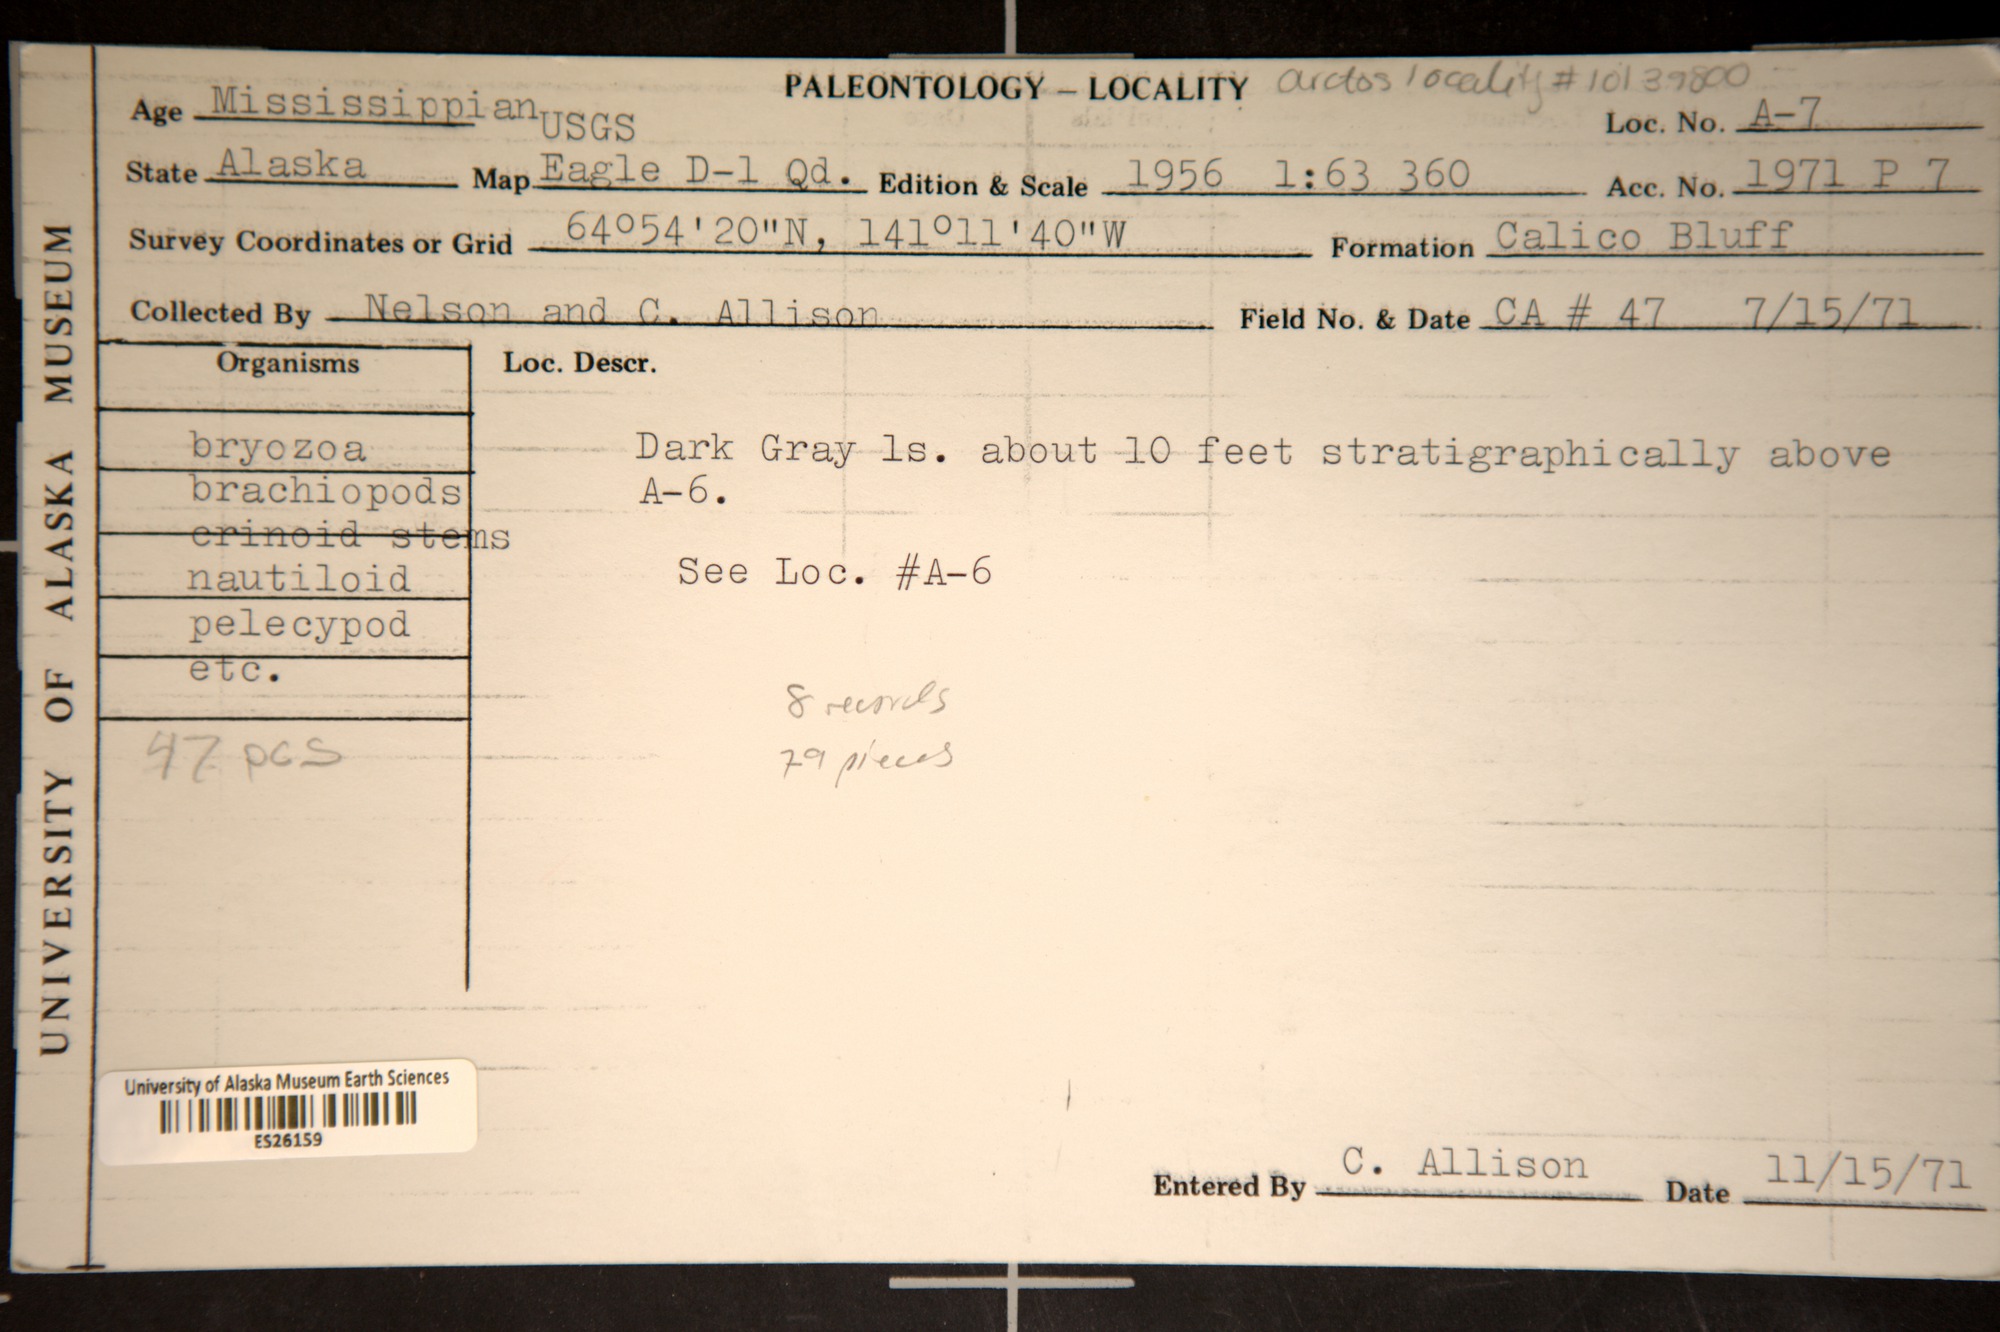 PALEONTOLOGY – LOCALITY arctos locality # 10139800
Age Mississippian
Loc. No. A-7
USGS
State Alaska Map Eagle D-1 Qd. Edition & Scale 1956 1:63 360 Acc. No. 1971 P 7
Survey Coordinates or Grid 64°54'20"N, 141°11'40"W Formation Calico Bluff
Collected By Nelson and C. Allison Field No. & Date CA # 47 7/15/71
Organisms
Loc. Descr.
bryozoa
brachiopods
crinoid stems
nautiloid
pelecypod
etc.
47 pcs
Dark Gray ls. about 10 feet stratigraphically above
A-6.
See Loc. #A-6
8 records
79 pieces
UNIVERSITY OF ALASKA MUSEUM
University of Alaska Museum Earth Sciences
ES26159
Entered By C. Allison Date 11/15/71